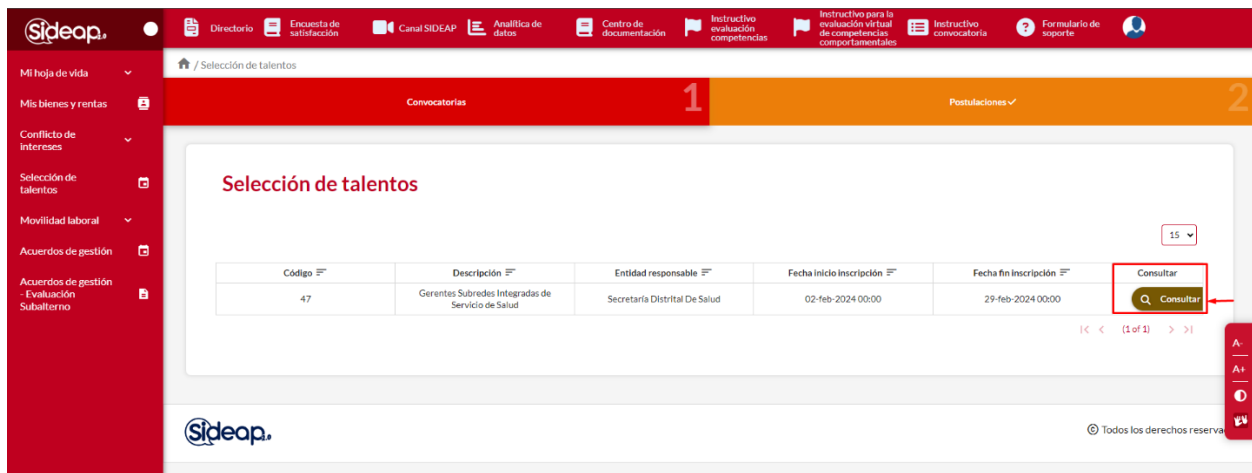 Sideap2.0
Directorio
Encuesta de
satisfacción
Canal SIDEAP
Analítica de
datos
Centro de
documentación
Instructivo
evaluación
competencias
Instructivo para la
evaluación virtual
de competencias
comportamentales
Instructivo
convocatoria
Formulario de
soporte
Mi hoja de vida
Mis bienes y rentas
Conflicto de
intereses
Selección de
talentos
Movilidad laboral
Acuerdos de gestión
Acuerdos de gestión
- Evaluación
Subalterno
/ Selección de talentos
Convocatorias 1
Postulaciones ✓ 2
Selección de talentos
15
Código Descripción Entidad responsable Fecha inicio inscripción Fecha fin inscripción Consultar
47 Gerentes Subredes Integradas de
Servicio de Salud
Secretaría Distrital De Salud 02-feb-2024 00:00 29-feb-2024 00:00 Consultar
|< < (1 of 1) > >|
A-
A+
Sideap2.0
© Todos los derechos reserva